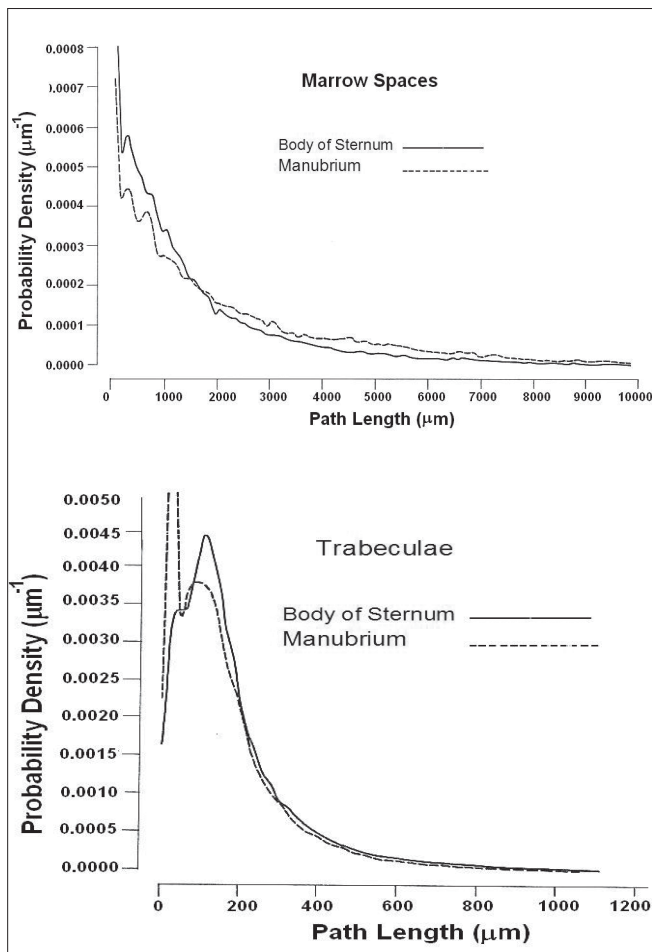 0.0008
0.0007
0.0006
0.0005
0.0004
0.0003
0.0002
0.0001
0.0000
Probability Density (μm-1)
Marrow Spaces
Body of Sternum
Manubrium
0 1000 2000 3000 4000 5000 6000 7000 8000 9000 10000
Path Length (μm)
0.0050
0.0045
0.0040
0.0035
0.0030
0.0025
0.0020
0.0015
0.0010
0.0005
0.0000
Probability Density (μm-1)
Trabeculae
Body of Sternum
Manubrium
0 200 400 600 800 1000 1200
Path Length (μm)